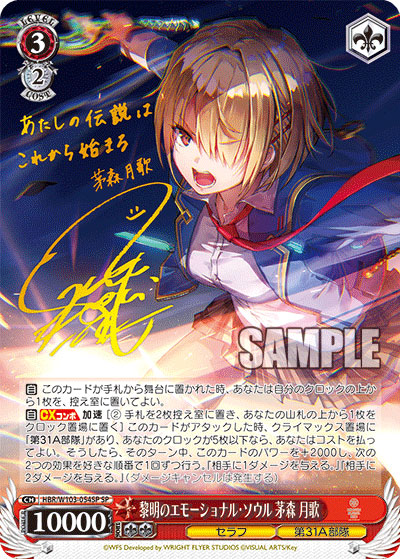 LEVEL
3
2
COST
あたしの伝説は
これから始まる
茅森月歌
SAMPLE
自 このカードが手札から舞台に置かれた時、あなたは自分のクロックの上か
ら1枚を、控え室に置いてよい。
自 CXコンボ 加速 [② 手札を2枚控え室に置き、あなたの山札の上から1枚を
クロック置場に置く] このカードがアタックした時、クライマックス置場に
「第31A部隊」があり、あなたのクロックが5枚以下なら、あなたはコストを払っ
てよい。そうしたら、そのターン中、このカードのパワーを+2000し、次の
2つの効果を好きな順番で1回ずつ行う。『相手に1ダメージを与える。』『相手に
2ダメージを与える。』(ダメージキャンセルは発生する)
CH HBR/W103-054SP SP
10000
黎明のエモーショナル・ソウル 茅森 月歌
セラフ
第31A部隊
©WFS Developed by WRIGHT FLYER STUDIOS ©VISUAL ARTS/Key